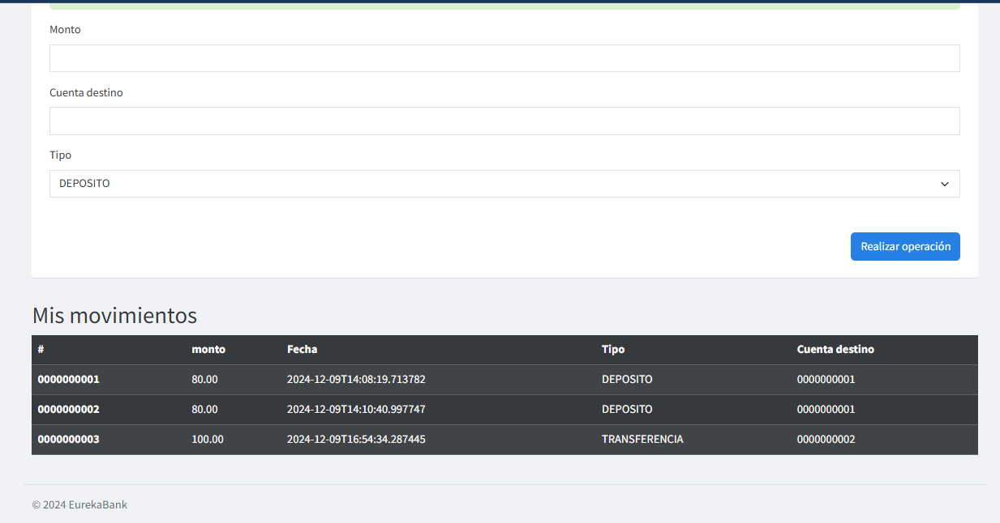 Monto
Cuenta destino
Tipo
DEPOSITO
Realizar operación
Mis movimientos
# monto Fecha Tipo Cuenta destino
0000000001 80.00 2024-12-09T14:08:19.713782 DEPOSITO 0000000001
0000000002 80.00 2024-12-09T14:10:40.997747 DEPOSITO 0000000001
0000000003 100.00 2024-12-09T16:54:34.287445 TRANSFERENCIA 0000000002
© 2024 EurekaBank